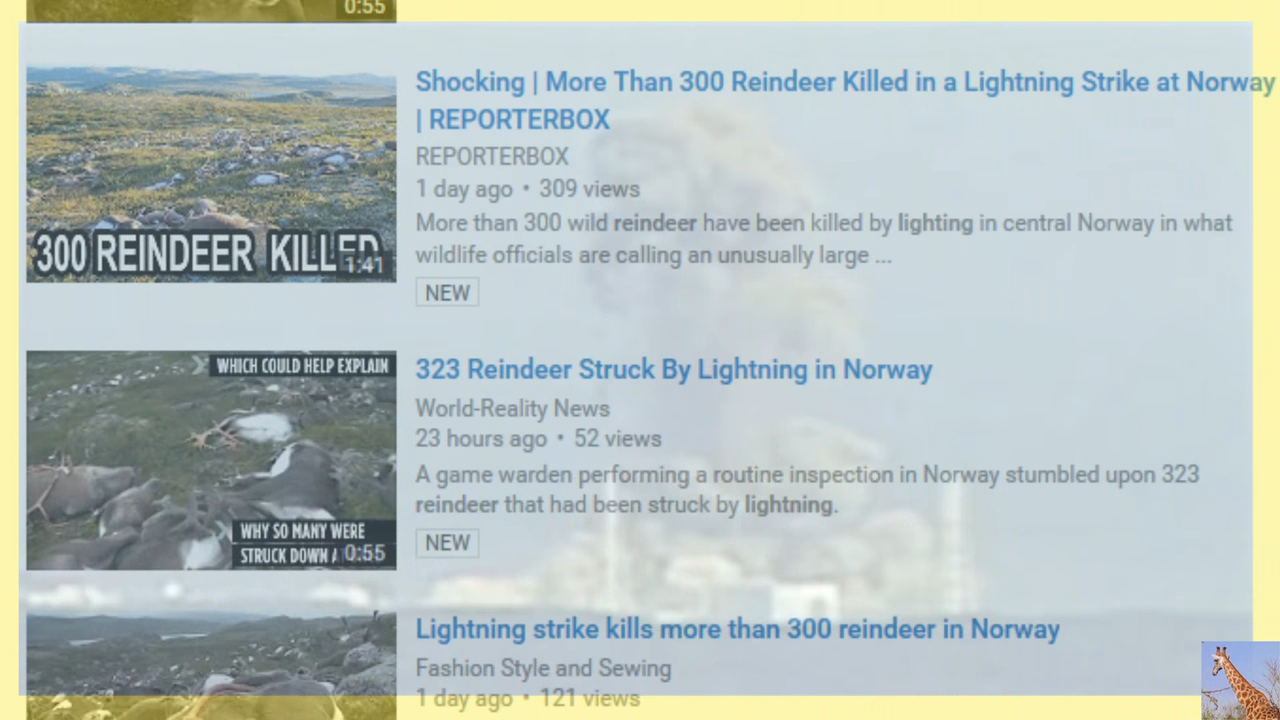 0:55
Shocking | More Than 300 Reindeer Killed in a Lightning Strike at Norway
| REPORTERBOX
REPORTERBOX
1 day ago • 309 views
More than 300 wild reindeer have been killed by lighting in central Norway in what
wildlife officials are calling an unusually large ...
NEW
300 REINDEER KILLED
1:41
WHICH COULD HELP EXPLAIN
WHY SO MANY WERE
STRUCK DOWN
0:55
323 Reindeer Struck By Lightning in Norway
World-Reality News
23 hours ago • 52 views
A game warden performing a routine inspection in Norway stumbled upon 323
reindeer that had been struck by lightning.
NEW
Lightning strike kills more than 300 reindeer in Norway
Fashion Style and Sewing
1 day ago • 121 views